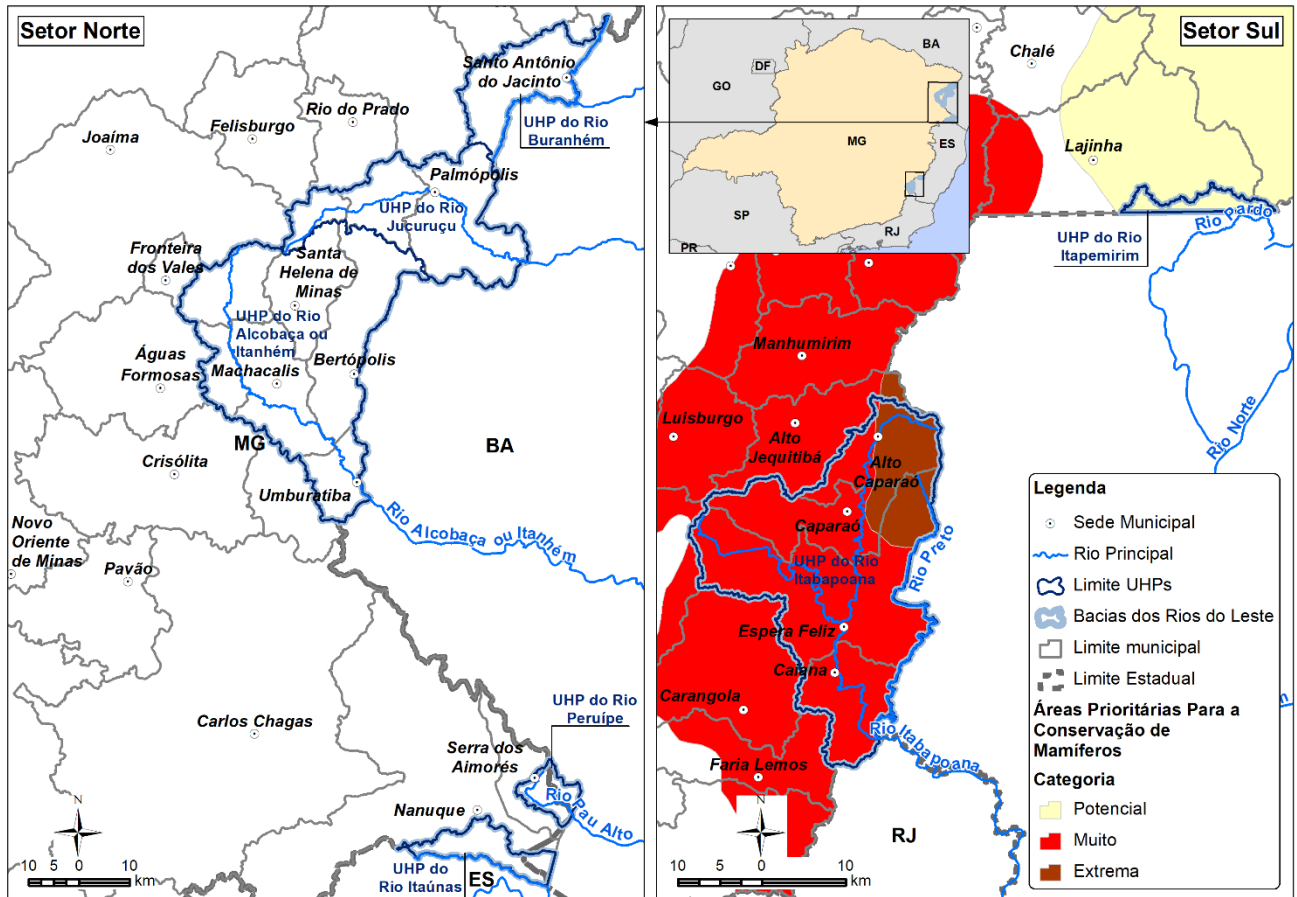 Setor Norte
Santo Antônio
do Jacinto
Rio do Prado
Felisburgo
Joaíma
UHP do Rio
Buranhém
Palmópolis
UHP do Rio
Jucuruçu
Fronteira
dos Vales
Santa
Helena de
Minas
UHP do Rio
Alcobaça ou
Itanhém
Águas
Formosas
Machacalis
Bertópolis
MG
BA
Crisólita
Umburatiba
Rio Alcobaça ou Itanhém
Novo
Oriente
de Minas
Pavão
UHP do Rio
Peruípe
Carlos Chagas
Serra dos
Aimorés
Rio Pau Alto
Nanuque
UHP do
Rio Itaúnas
ES
N
10 5 0 10
km
Setor Sul
BA
DF
GO
MG
ES
SP
RJ
PR
Chalé
Lajinha
Rio Pardo
UHP do Rio
Itapemirim
Manhumirim
Luisburgo
Alto
Jequitibá
Alto
Caparaó
Rio Norte
Caparaó
Rio Preto
UHP do Rio
Itabapoana
Espera Feliz
Caiana
Carangola
Rio Itabapoana
Faria Lemos
RJ
N
10 5 0 10
km
Legenda
Sede Municipal
Rio Principal
Limite UHPs
Bacias dos Rios do Leste
Limite municipal
Limite Estadual
Áreas Prioritárias Para a
Conservação de
Mamíferos
Categoria
Potencial
Muito
Extrema